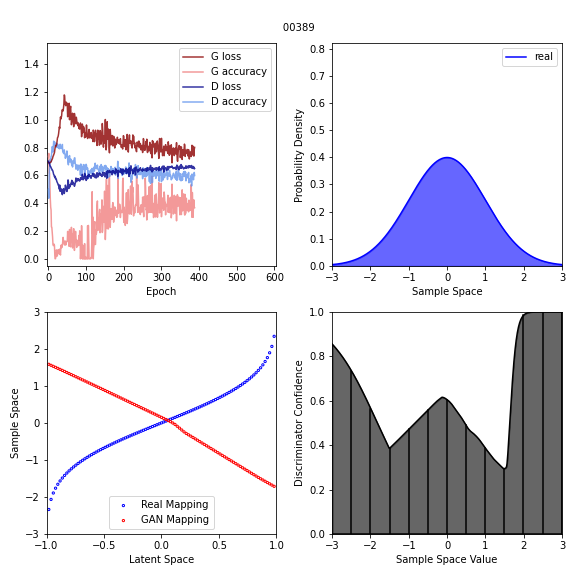 00389
1.4
1.2
1.0
0.8
0.6
0.4
0.2
0.0
0 100 200 300 400 500 600
Epoch
G loss
G accuracy
D loss
D accuracy
Probability Density
0.8
0.7
0.6
0.5
0.4
0.3
0.2
0.1
0.0
−3 −2 −1 0 1 2 3
Sample Space
real
Sample Space
3
2
1
0
−1
−2
−3
−1.0 −0.5 0.0 0.5 1.0
Latent Space
Real Mapping
GAN Mapping
Discriminator Confidence
1.0
0.8
0.6
0.4
0.2
0.0
−3 −2 −1 0 1 2 3
Sample Space Value